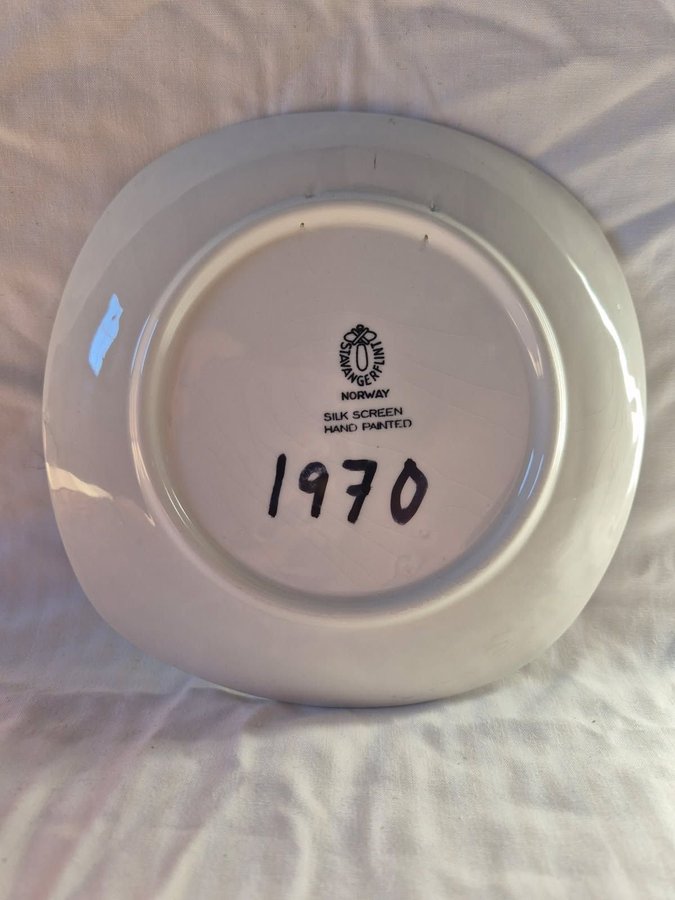 STAVANGERFLINT
NORWAY
SILK SCREEN
HAND PAINTED
1970